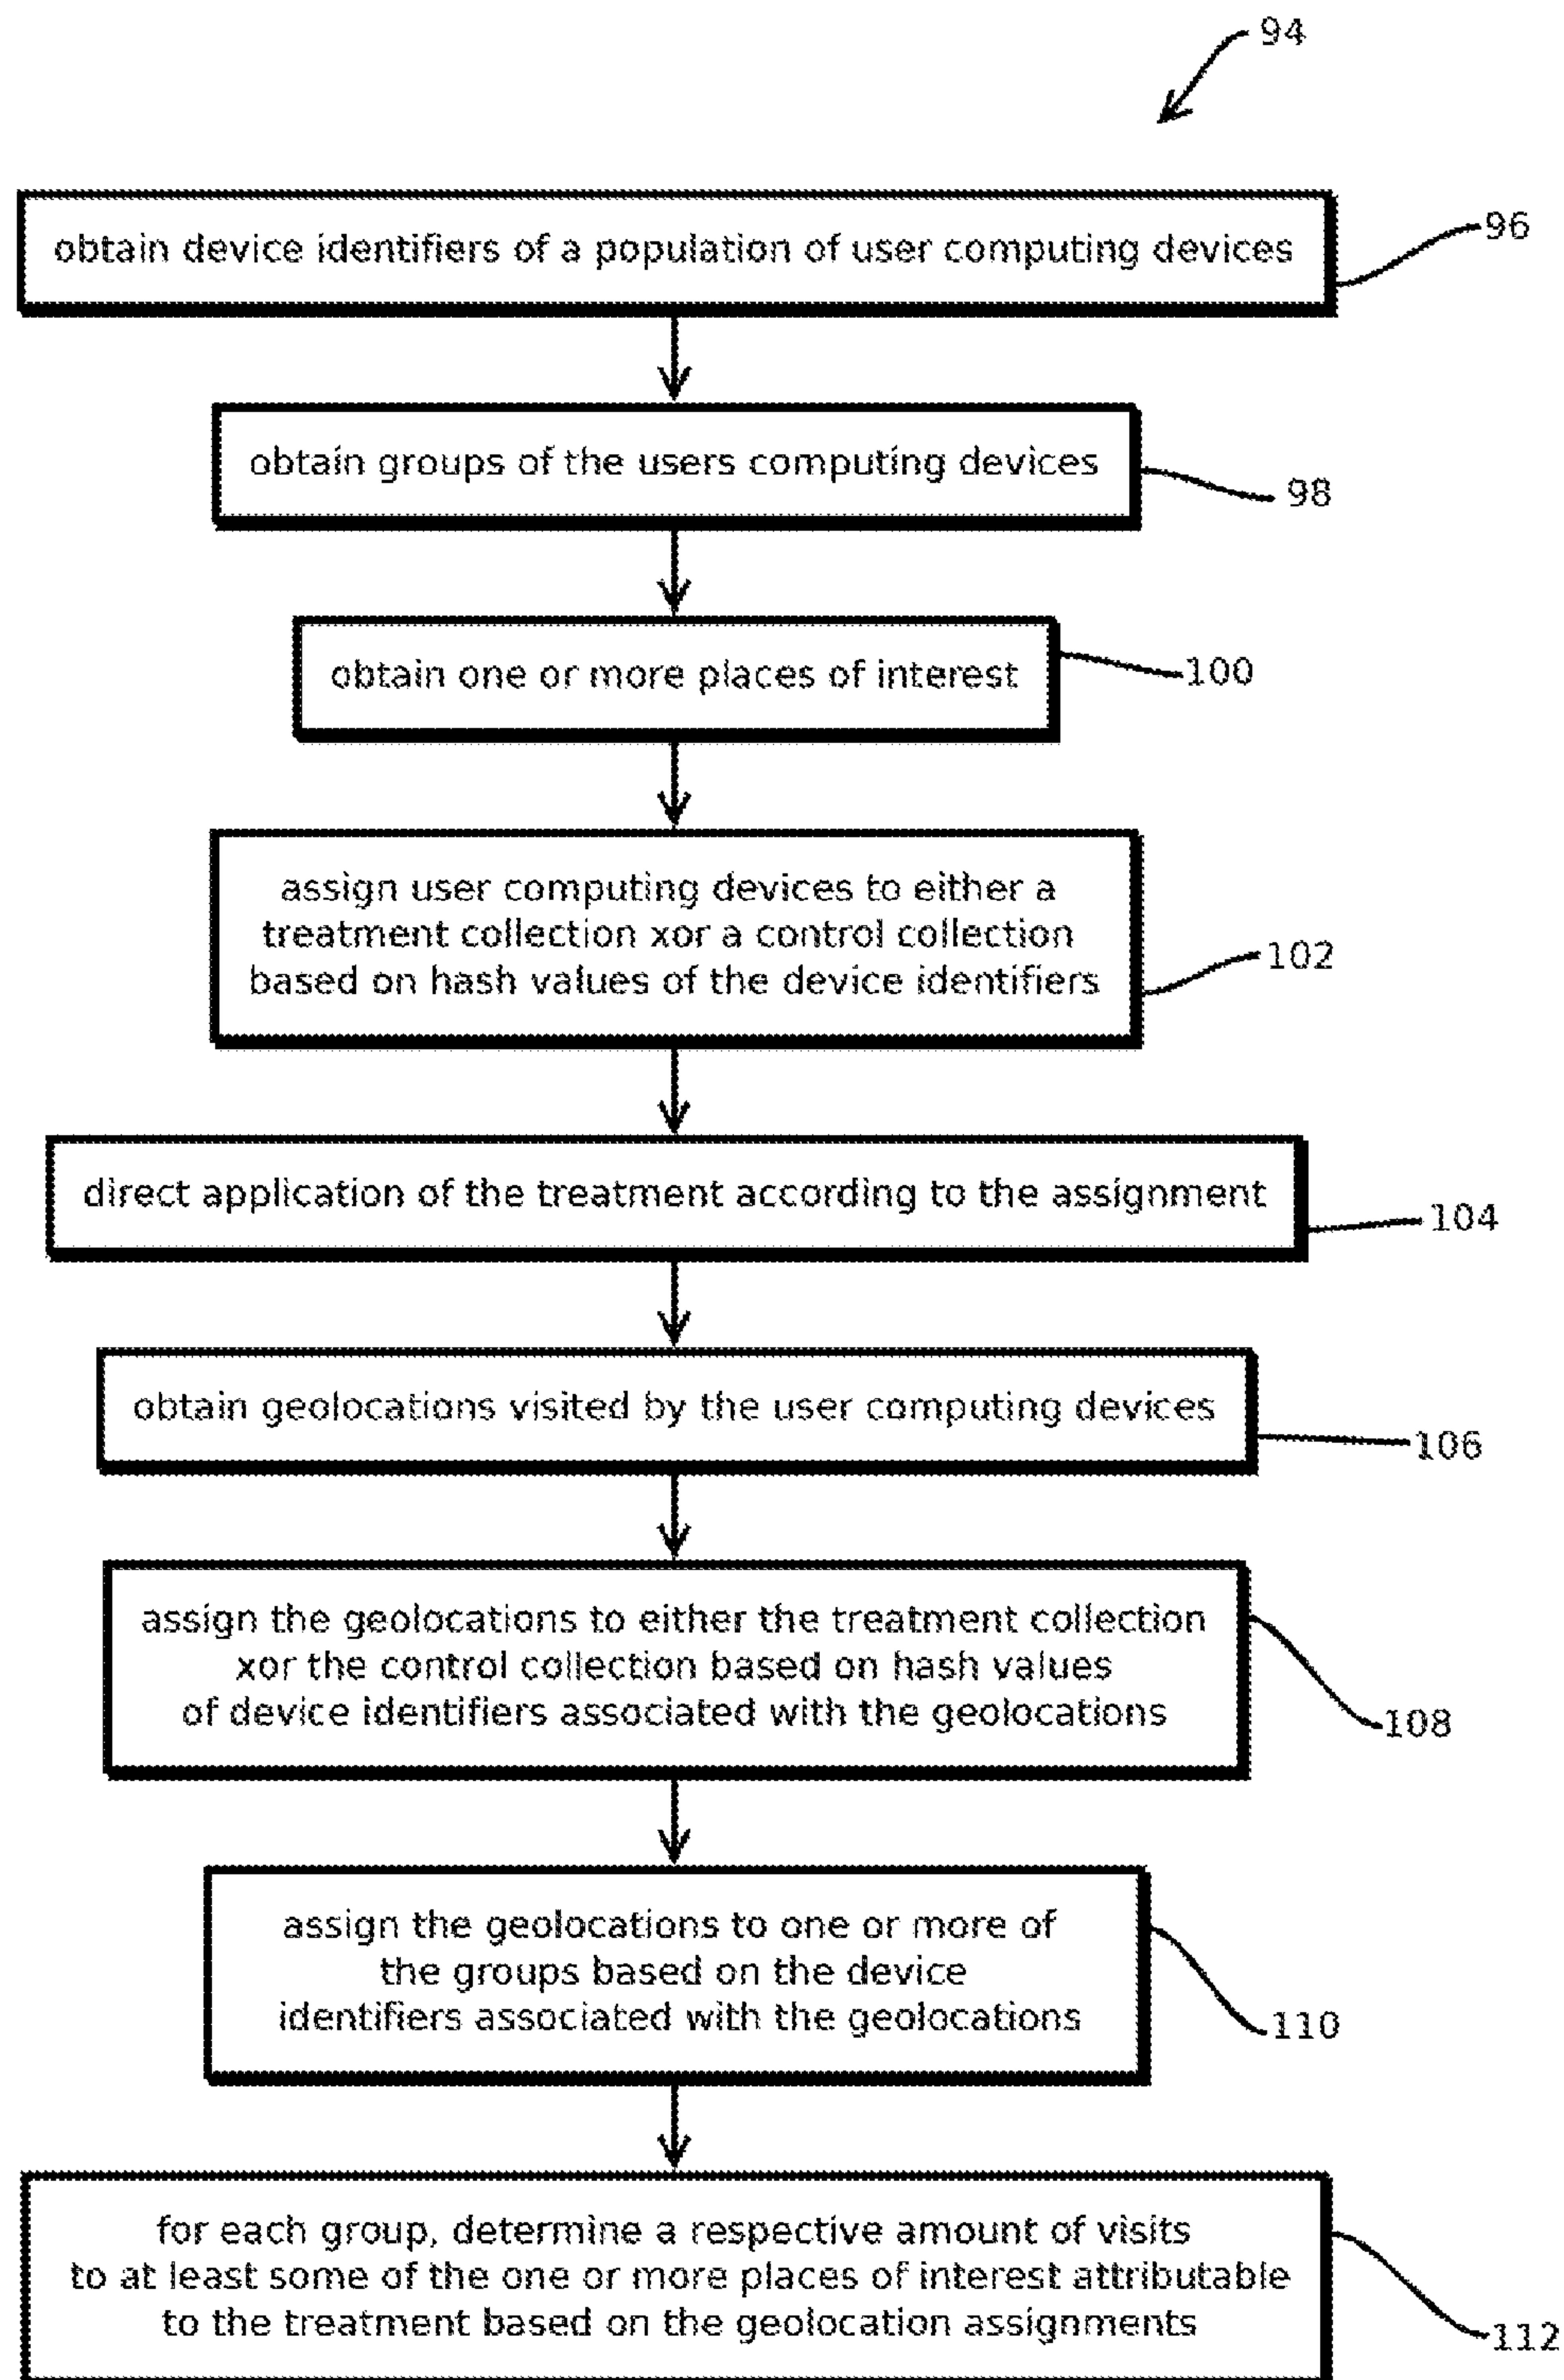 94
obtain device identifiers of a population of user computing devices
96
obtain groups of the users computing devices
98
obtain one or more places of interest
100
assign user computing devices to either a
treatment collection xor a control collection
based on hash values of the device identifiers
102
direct application of the treatment according to the assignment
104
obtain geolocations visited by the user computing devices
106
assign the geolocations to either the treatment collection
xor the control collection based on hash values
of device identifiers associated with the geolocations
108
assign the geolocations to one or more of
the groups based on the device
identifiers associated with the geolocations
110
for each group, determine a respective amount of visits
to at least some of the one or more places of interest attributable
to the treatment based on the geolocation assignments
112